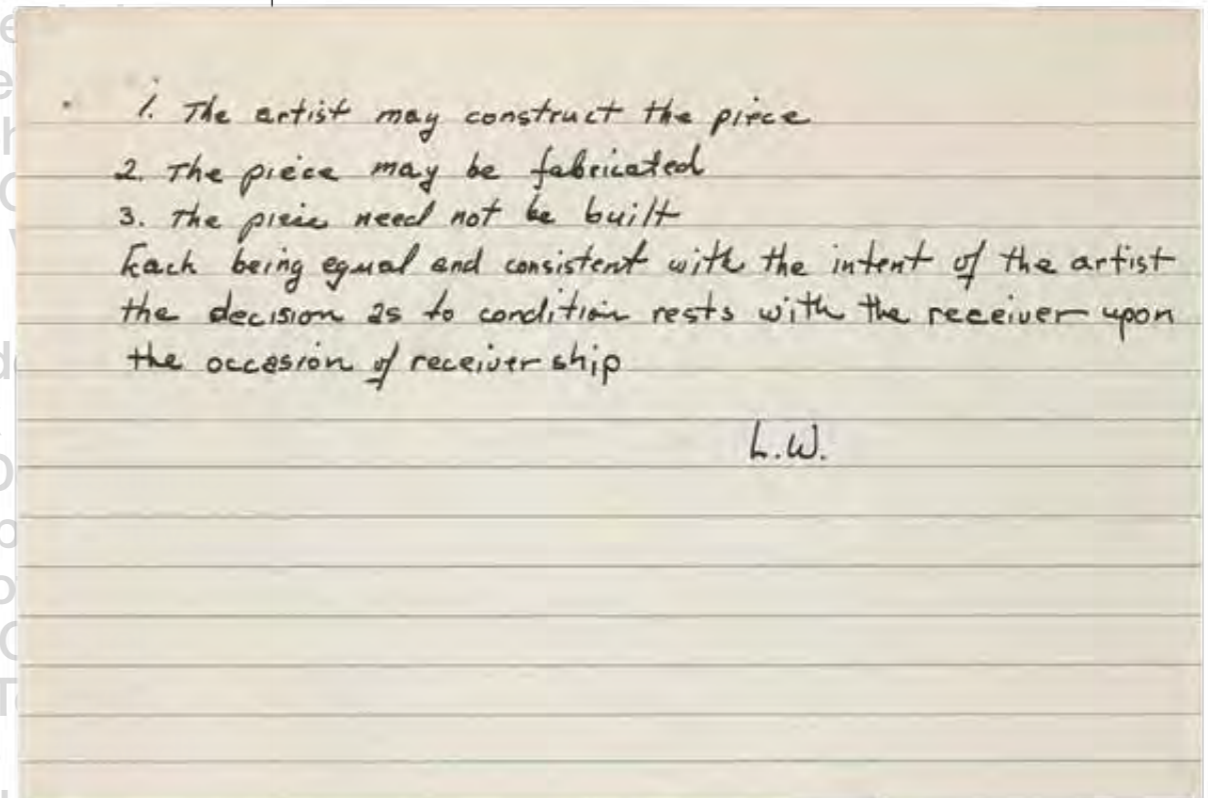 1. The artist may construct the piece
2. The piece may be fabricated
3. The piece need not be built
Each being equal and consistent with the intent of the artist
the decision as to condition rests with the receiver upon
the occasion of receiver ship
L.W.